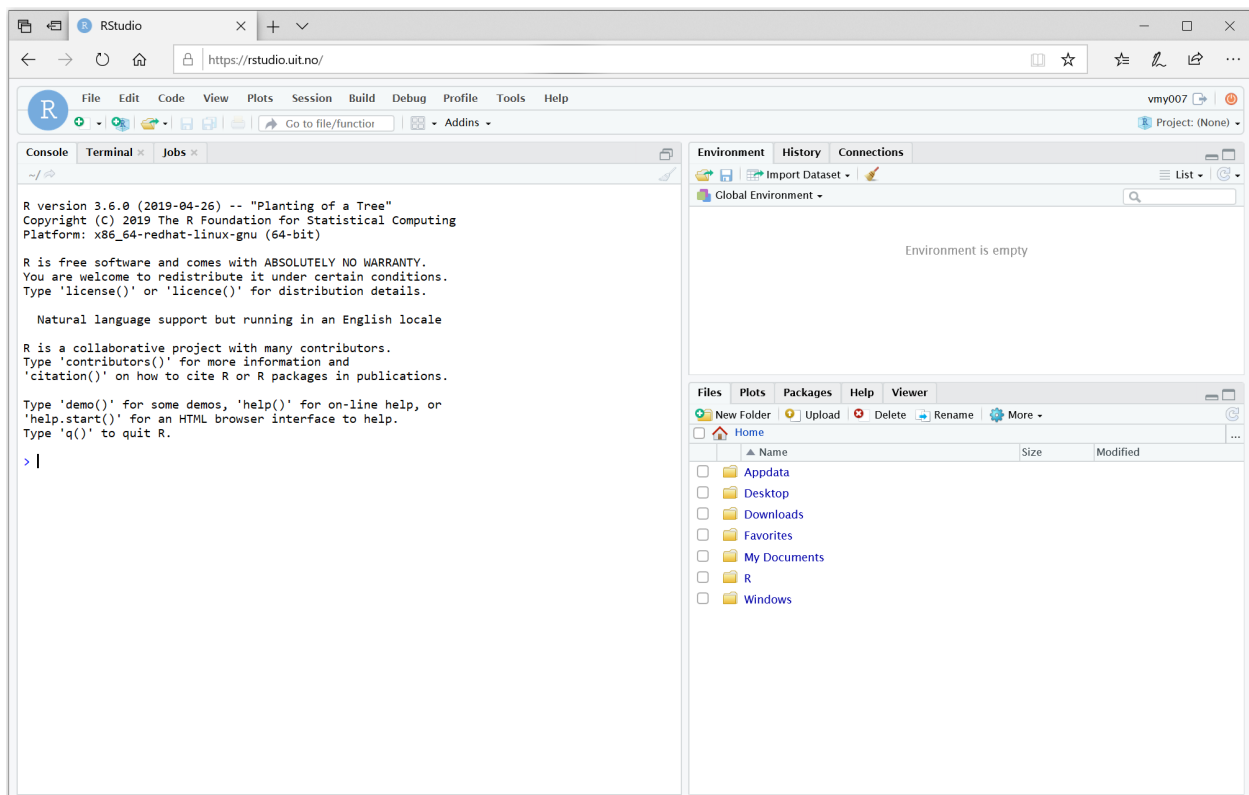 RStudio
https://rstudio.uit.no/
R
File Edit Code View Plots Session Build Debug Profile Tools Help
vmy007
Go to file/function
Addins
Project: (None)
Console Terminal Jobs
~/
R version 3.6.0 (2019-04-26) -- "Planting of a Tree"
Copyright (C) 2019 The R Foundation for Statistical Computing
Platform: x86_64-redhat-linux-gnu (64-bit)
R is free software and comes with ABSOLUTELY NO WARRANTY.
You are welcome to redistribute it under certain conditions.
Type 'license()' or 'licence()' for distribution details.
Natural language support but running in an English locale
R is a collaborative project with many contributors.
Type 'contributors()' for more information and
'citation()' on how to cite R or R packages in publications.
Type 'demo()' for some demos, 'help()' for on-line help, or
'help.start()' for an HTML browser interface to help.
Type 'q()' to quit R.
>
Environment History Connections
Import Dataset
List
Global Environment
Environment is empty
Files Plots Packages Help Viewer
New Folder Upload Delete Rename More
Home
...
Name Size Modified
Appdata
Desktop
Downloads
Favorites
My Documents
R
Windows